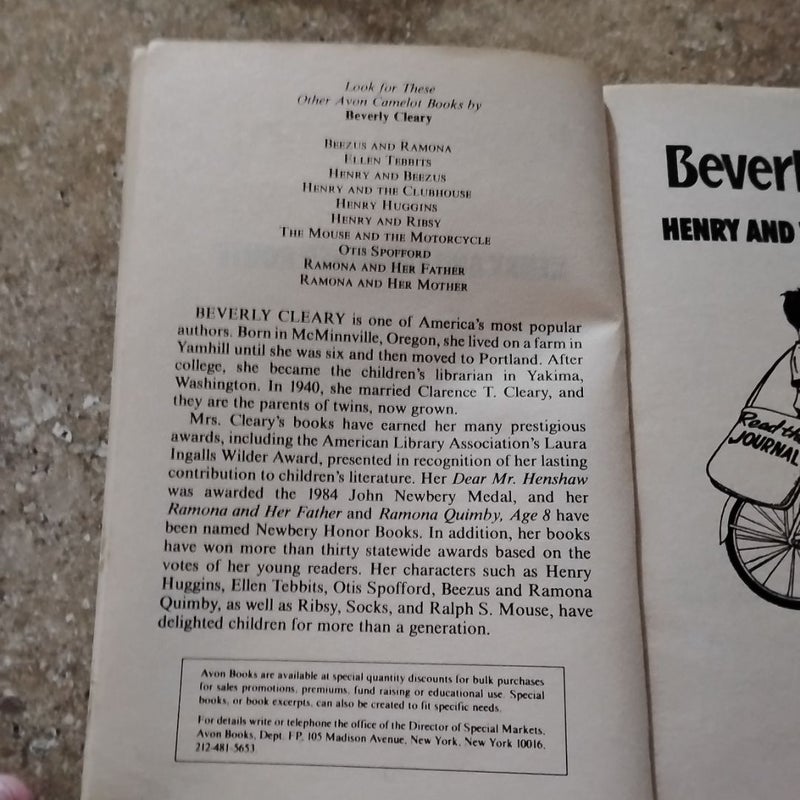 Look for These
Other Avon Camelot Books by
Beverly Cleary
BEEZUS AND RAMONA
ELLEN TEBBITS
HENRY AND BEEZUS
HENRY AND THE CLUBHOUSE
HENRY HUGGINS
HENRY AND RIBSY
THE MOUSE AND THE MOTORCYCLE
OTIS SPOFFORD
RAMONA AND HER FATHER
RAMONA AND HER MOTHER
BEVERLY CLEARY is one of America's most popular
authors. Born in McMinnville, Oregon, she lived on a farm in
Yamhill until she was six and then moved to Portland. After
college, she became the children's librarian in Yakima,
Washington. In 1940, she married Clarence T. Cleary, and
they are the parents of twins, now grown.
Mrs. Cleary's books have earned her many prestigious
awards, including the American Library Association's Laura
Ingalls Wilder Award, presented in recognition of her lasting
contribution to children's literature. Her Dear Mr. Henshaw
was awarded the 1984 John Newbery Medal, and her
Ramona and Her Father and Ramona Quimby, Age 8 have
been named Newbery Honor Books. In addition, her books
have won more than thirty statewide awards based on the
votes of her young readers. Her characters such as Henry
Huggins, Ellen Tebbits, Otis Spofford, Beezus and Ramona
Quimby, as well as Ribsy, Socks, and Ralph S. Mouse, have
delighted children for more than a generation.
Avon Books are available at special quantity discounts for bulk purchases
for sales promotions, premiums, fund raising or educational use. Special
books, or book excerpts, can also be created to fit specific needs.
For details write or telephone the office of the Director of Special Markets,
Avon Books, Dept. FP, 105 Madison Avenue, New York, New York 10016,
212-481-5653
Beverl
HENRY AND
Read the
JOURNAL